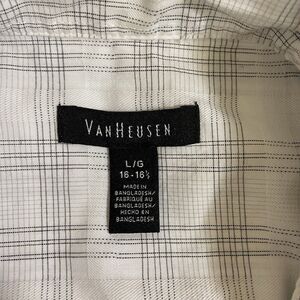 VANHEUSEN
L/G
16-16½
MADE IN
BANGLADESH/
FABRIQUÉ AU
BANGLADESH/
HECHO EN
BANGLADESH